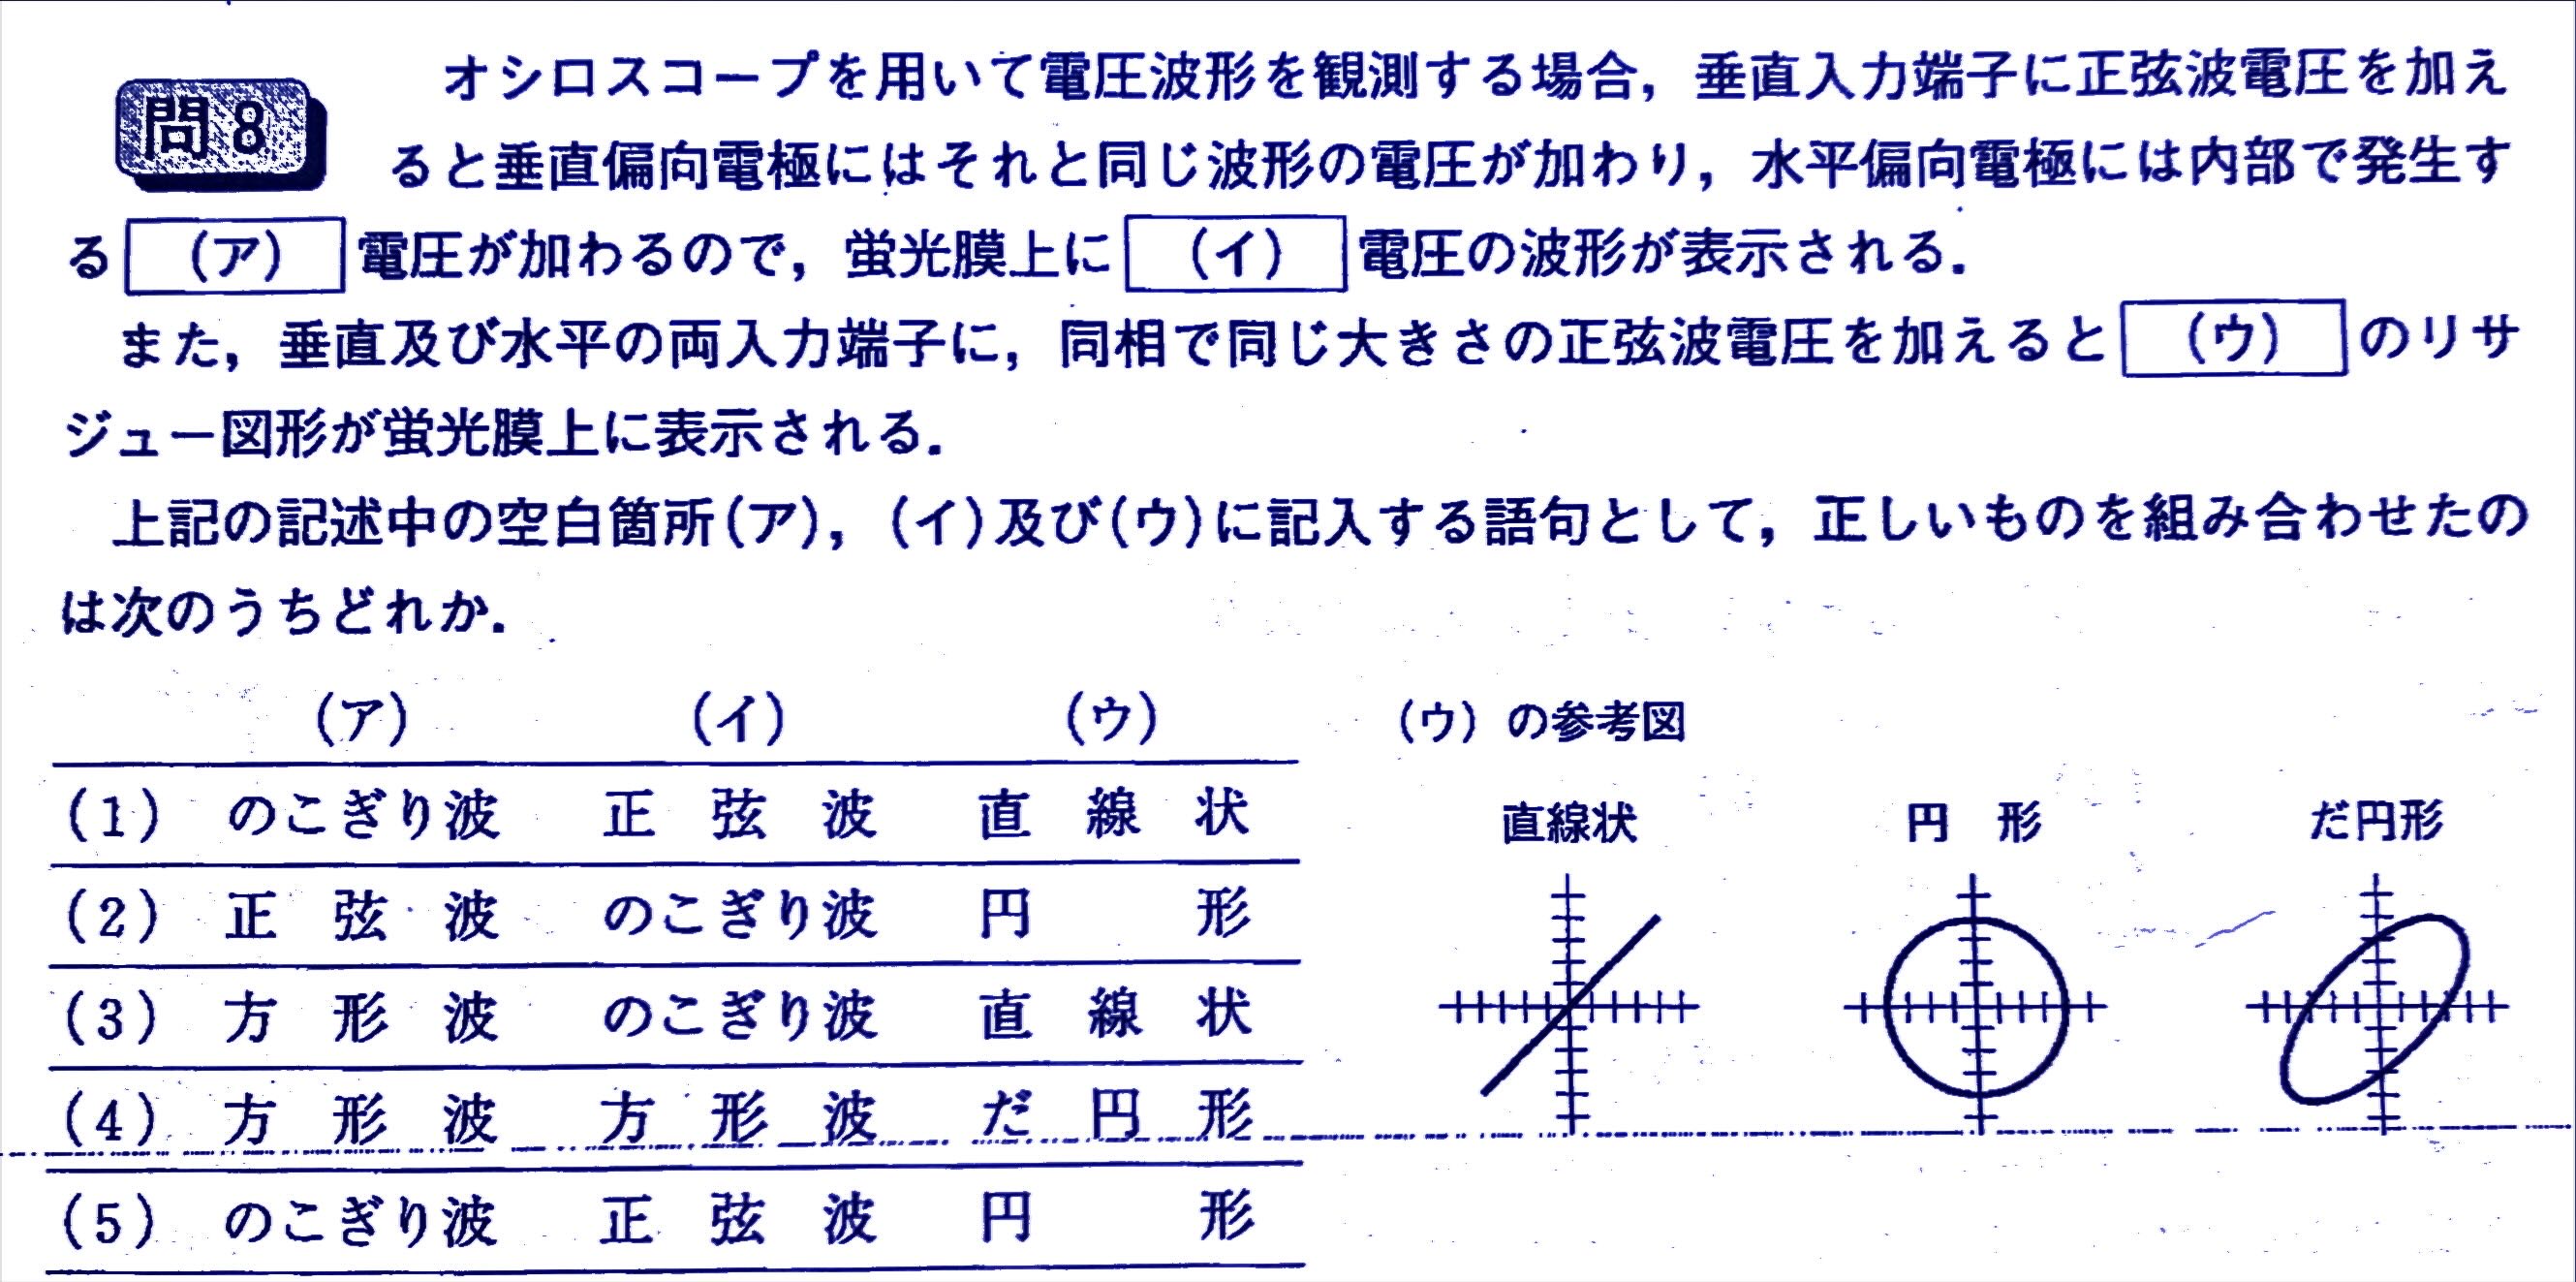 問8 オシロスコープを用いて電圧波形を観測する場合，垂直入力端子に正弦波電圧を加え
ると垂直偏向電極にはそれと同じ波形の電圧が加わり，水平偏向電極には内部で発生す
る (ア) 電圧が加わるので，蛍光膜上に (イ) 電圧の波形が表示される．
また，垂直及び水平の両入力端子に，同相で同じ大きさの正弦波電圧を加えると (ウ) のリサ
ジュー図形が蛍光膜上に表示される．
上記の記述中の空白箇所(ア)，(イ)及び(ウ)に記入する語句として，正しいものを組み合わせたの
は次のうちどれか．
(ア) (イ) (ウ)
(1) のこぎり波 正弦波 直線状
(2) 正弦波 のこぎり波 円形
(3) 方形波 のこぎり波 直線状
(4) 方形波 方形波 だ円形
(5) のこぎり波 正弦波 円形
(ウ) の参考図
直線状 円形 だ円形